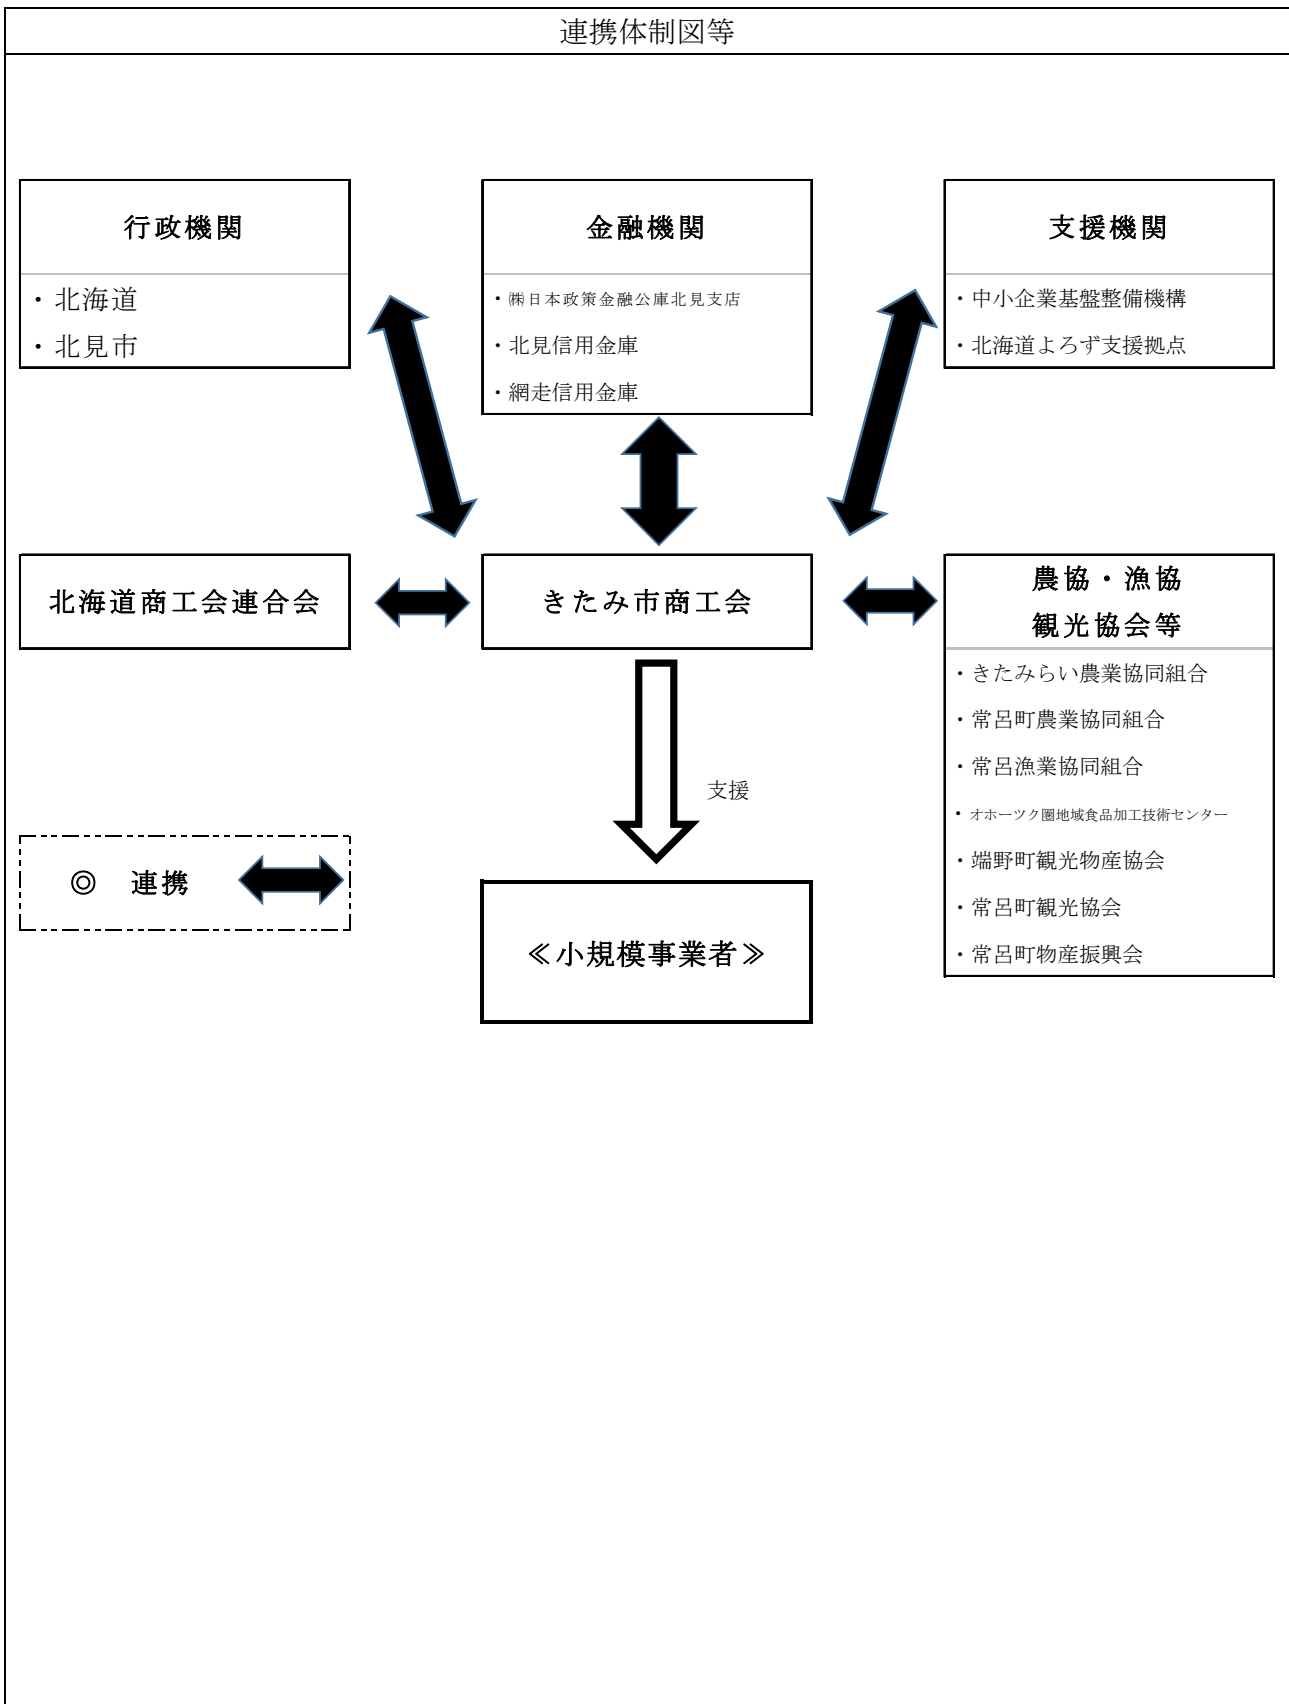 連携体制図等
行政機関
・北海道
・北見市
金融機関
・㈱日本政策金融公庫北見支店
・北見信用金庫
・網走信用金庫
支援機関
・中小企業基盤整備機構
・北海道よろず支援拠点
北海道商工会連合会
きたみ市商工会
農協・漁協
観光協会等
・きたみらい農業協同組合
・常呂町農業協同組合
・常呂漁業協同組合
・オホーツク圏地域食品加工技術センター
・端野町観光物産協会
・常呂町観光協会
・常呂町物産振興会
支援
◎　連携
≪小規模事業者≫